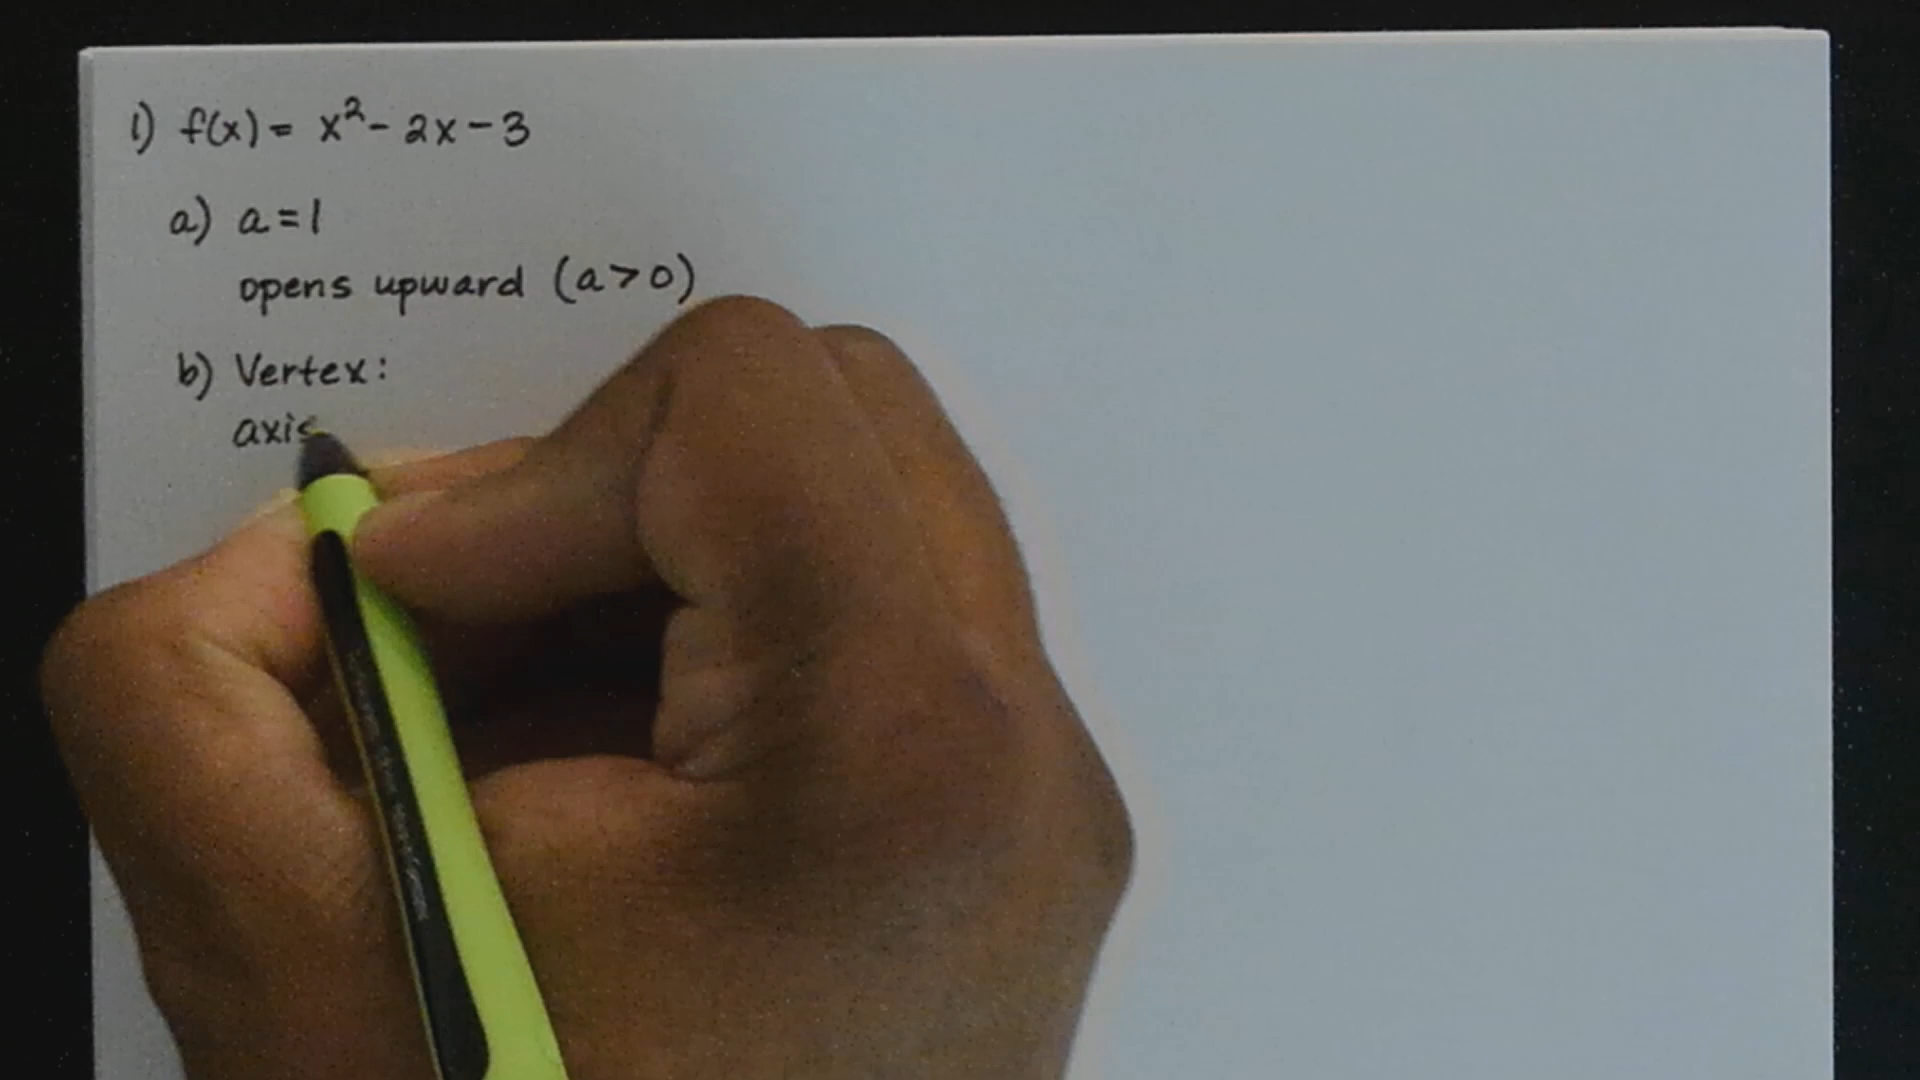 1) f(x) = x² - 2x - 3
a) a = 1
opens upward (a > 0)
b) Vertex:
axis